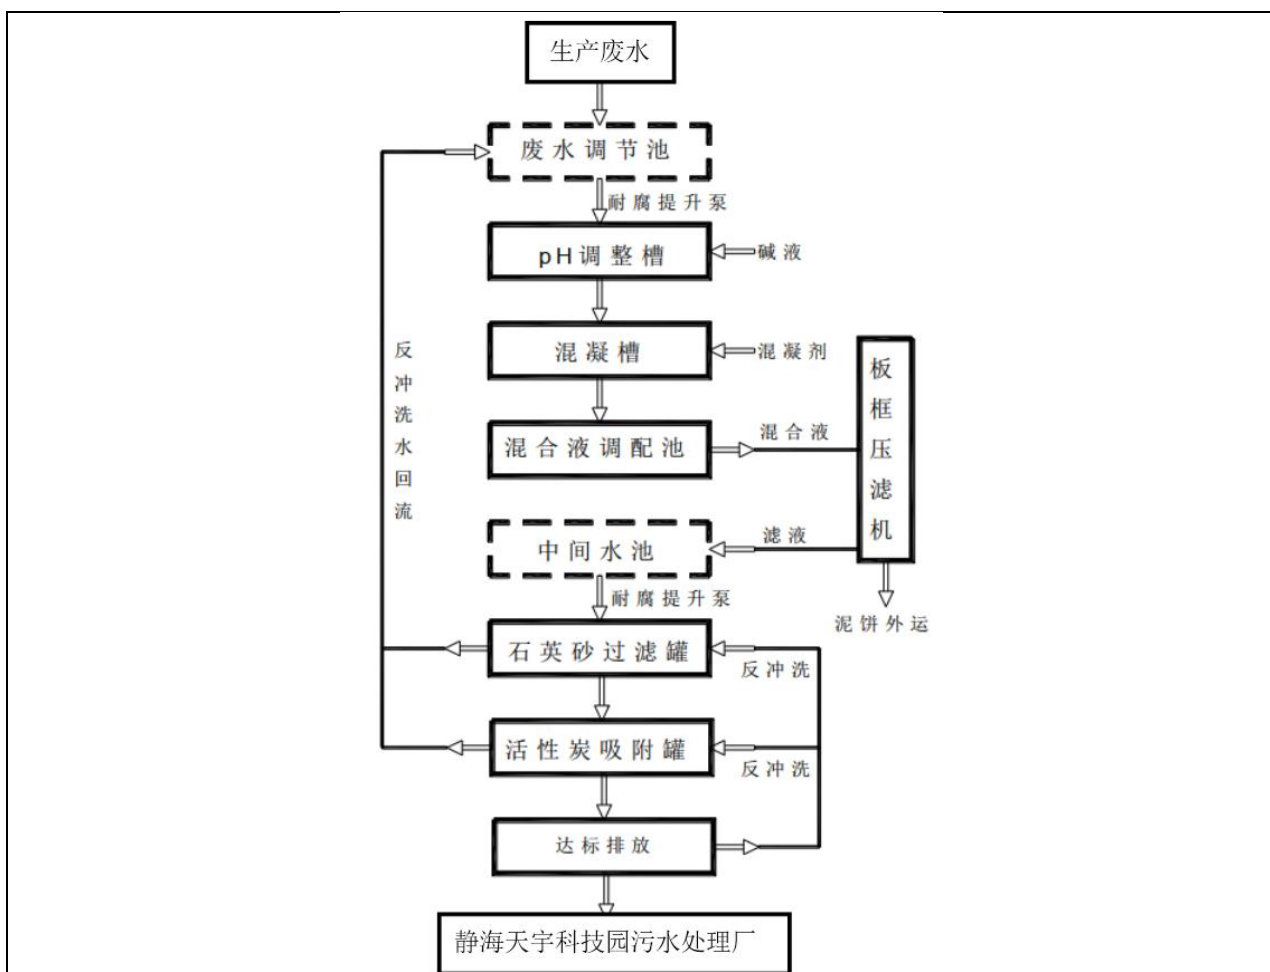 生产废水
废水调节池
耐腐提升泵
pH调整槽
碱液
混凝槽
混凝剂
混合液调配池
混合液
板框压滤机
反冲洗水回流
中间水池
滤液
耐腐提升泵
泥饼外运
石英砂过滤罐
反冲洗
活性炭吸附罐
反冲洗
达标排放
静海天宇科技园污水处理厂